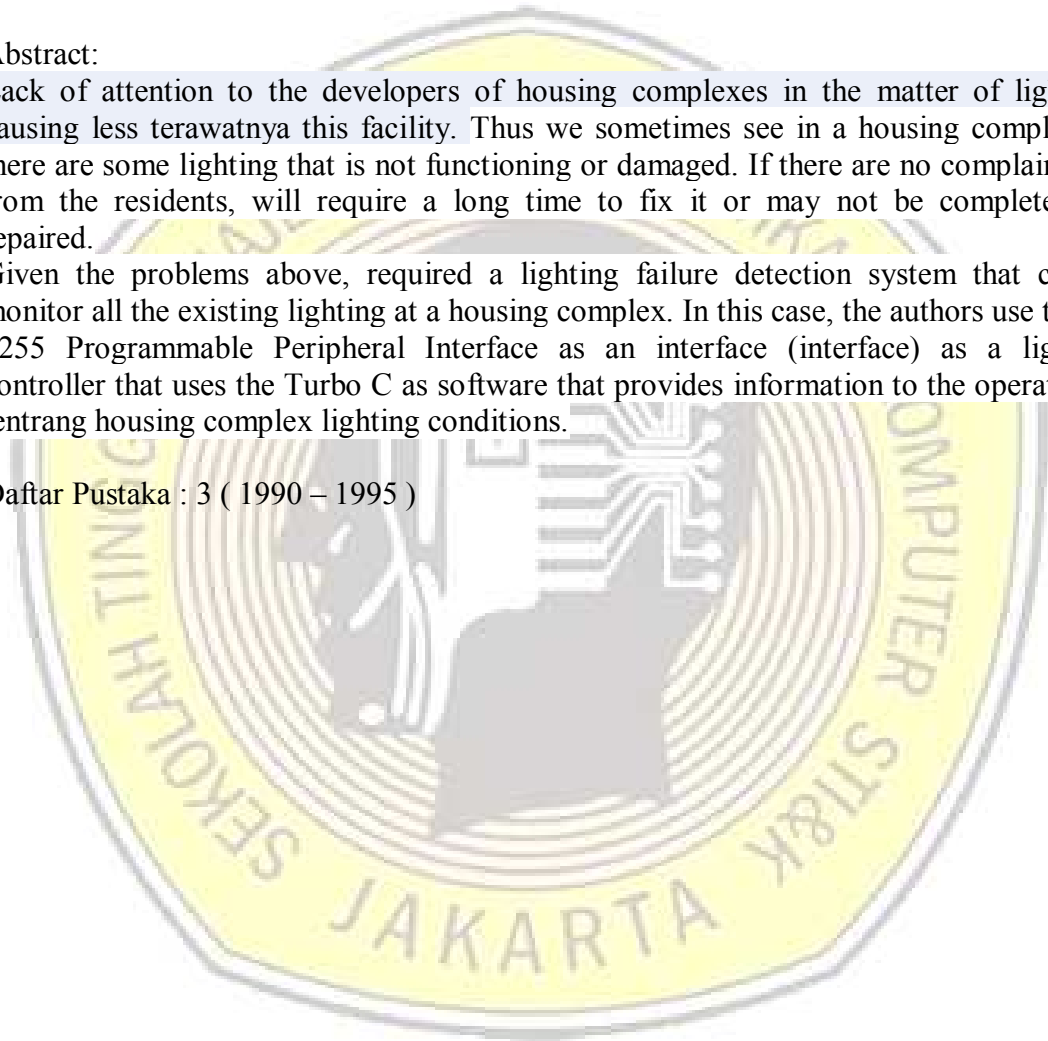 Abstract:
ack of attention to the developers of housing complexes in the matter of lig
ausing less terawatnya this facility. Thus we sometimes see in a housing compl
here are some lighting that is not functioning or damaged. If there are no complain
rom the residents, will require a long time to fix it or may not be complete
epaired.
Given the problems above, required a lighting failure detection system that c
monitor all the existing lighting at a housing complex. In this case, the authors use t
255 Programmable Peripheral Interface as an interface (interface) as a lig
controller that uses the Turbo C as software that provides information to the operat
entrang housing complex lighting conditions.
Daftar Pustaka : 3 ( 1990 – 1995 )
SEKOLAH TINGG
JAKARTA
OMPUTER STI&K